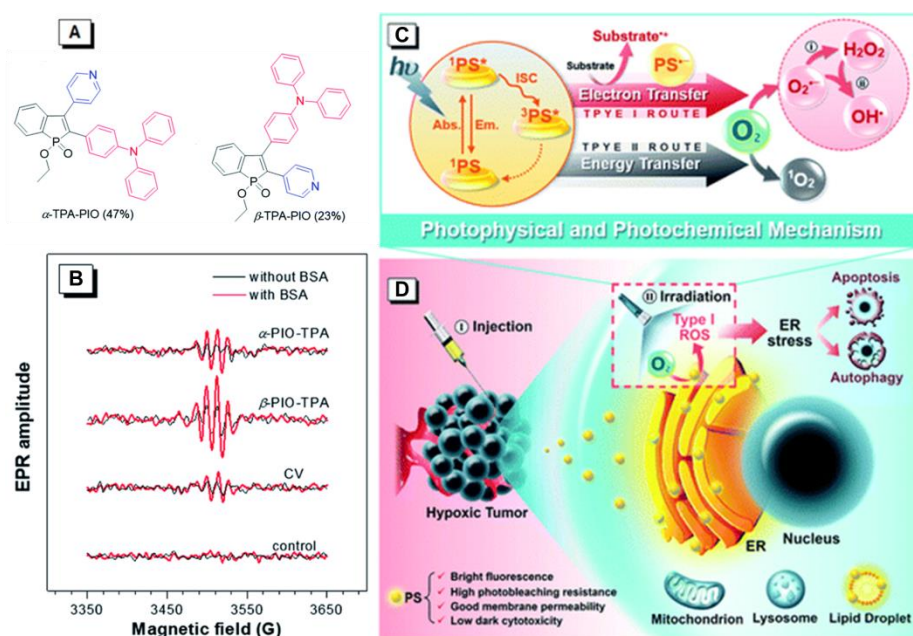 A
N
N
P
O
O
α-TPA-PIO (47%)
N
N
P
O
O
β-TPA-PIO (23%)
B
without BSA
with BSA
α-PIO-TPA
β-PIO-TPA
CV
control
EPR amplitude
3350
3450
3550
3650
Magnetic field (G)
C
hυ
¹PS*
ISC
³PS*
Abs.
Em.
¹PS
Substrate•+
Substrate
PS•−
Electron Transfer
TPYE I ROUTE
TPYE II ROUTE
Energy Transfer
O₂
O₂•−
ⅰ
H₂O₂
ⅱ
OH•
¹O₂
Photophysical and Photochemical Mechanism
D
Ⅰ Injection
Hypoxic Tumor
Ⅱ Irradiation
Type I
ROS
O₂
ER
stress
Apoptosis
Autophagy
ER
Nucleus
PS
✓ Bright fluorescence
✓ High photobleaching resistance
✓ Good membrane permeability
✓ Low dark cytotoxicity
Mitochondrion
Lysosome
Lipid Droplet